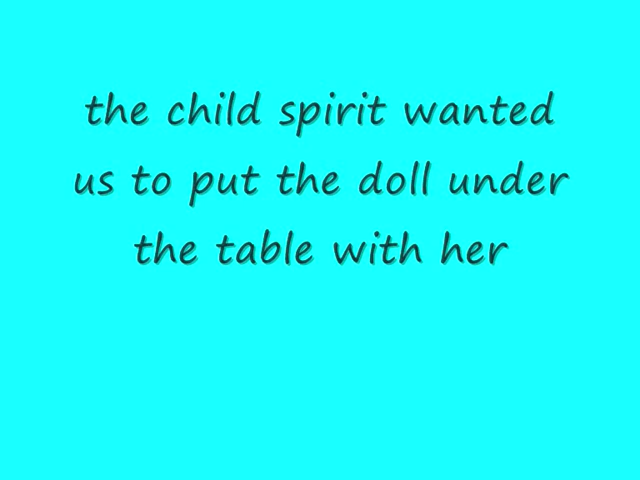 the child spirit wanted
us to put the doll under
the table with her